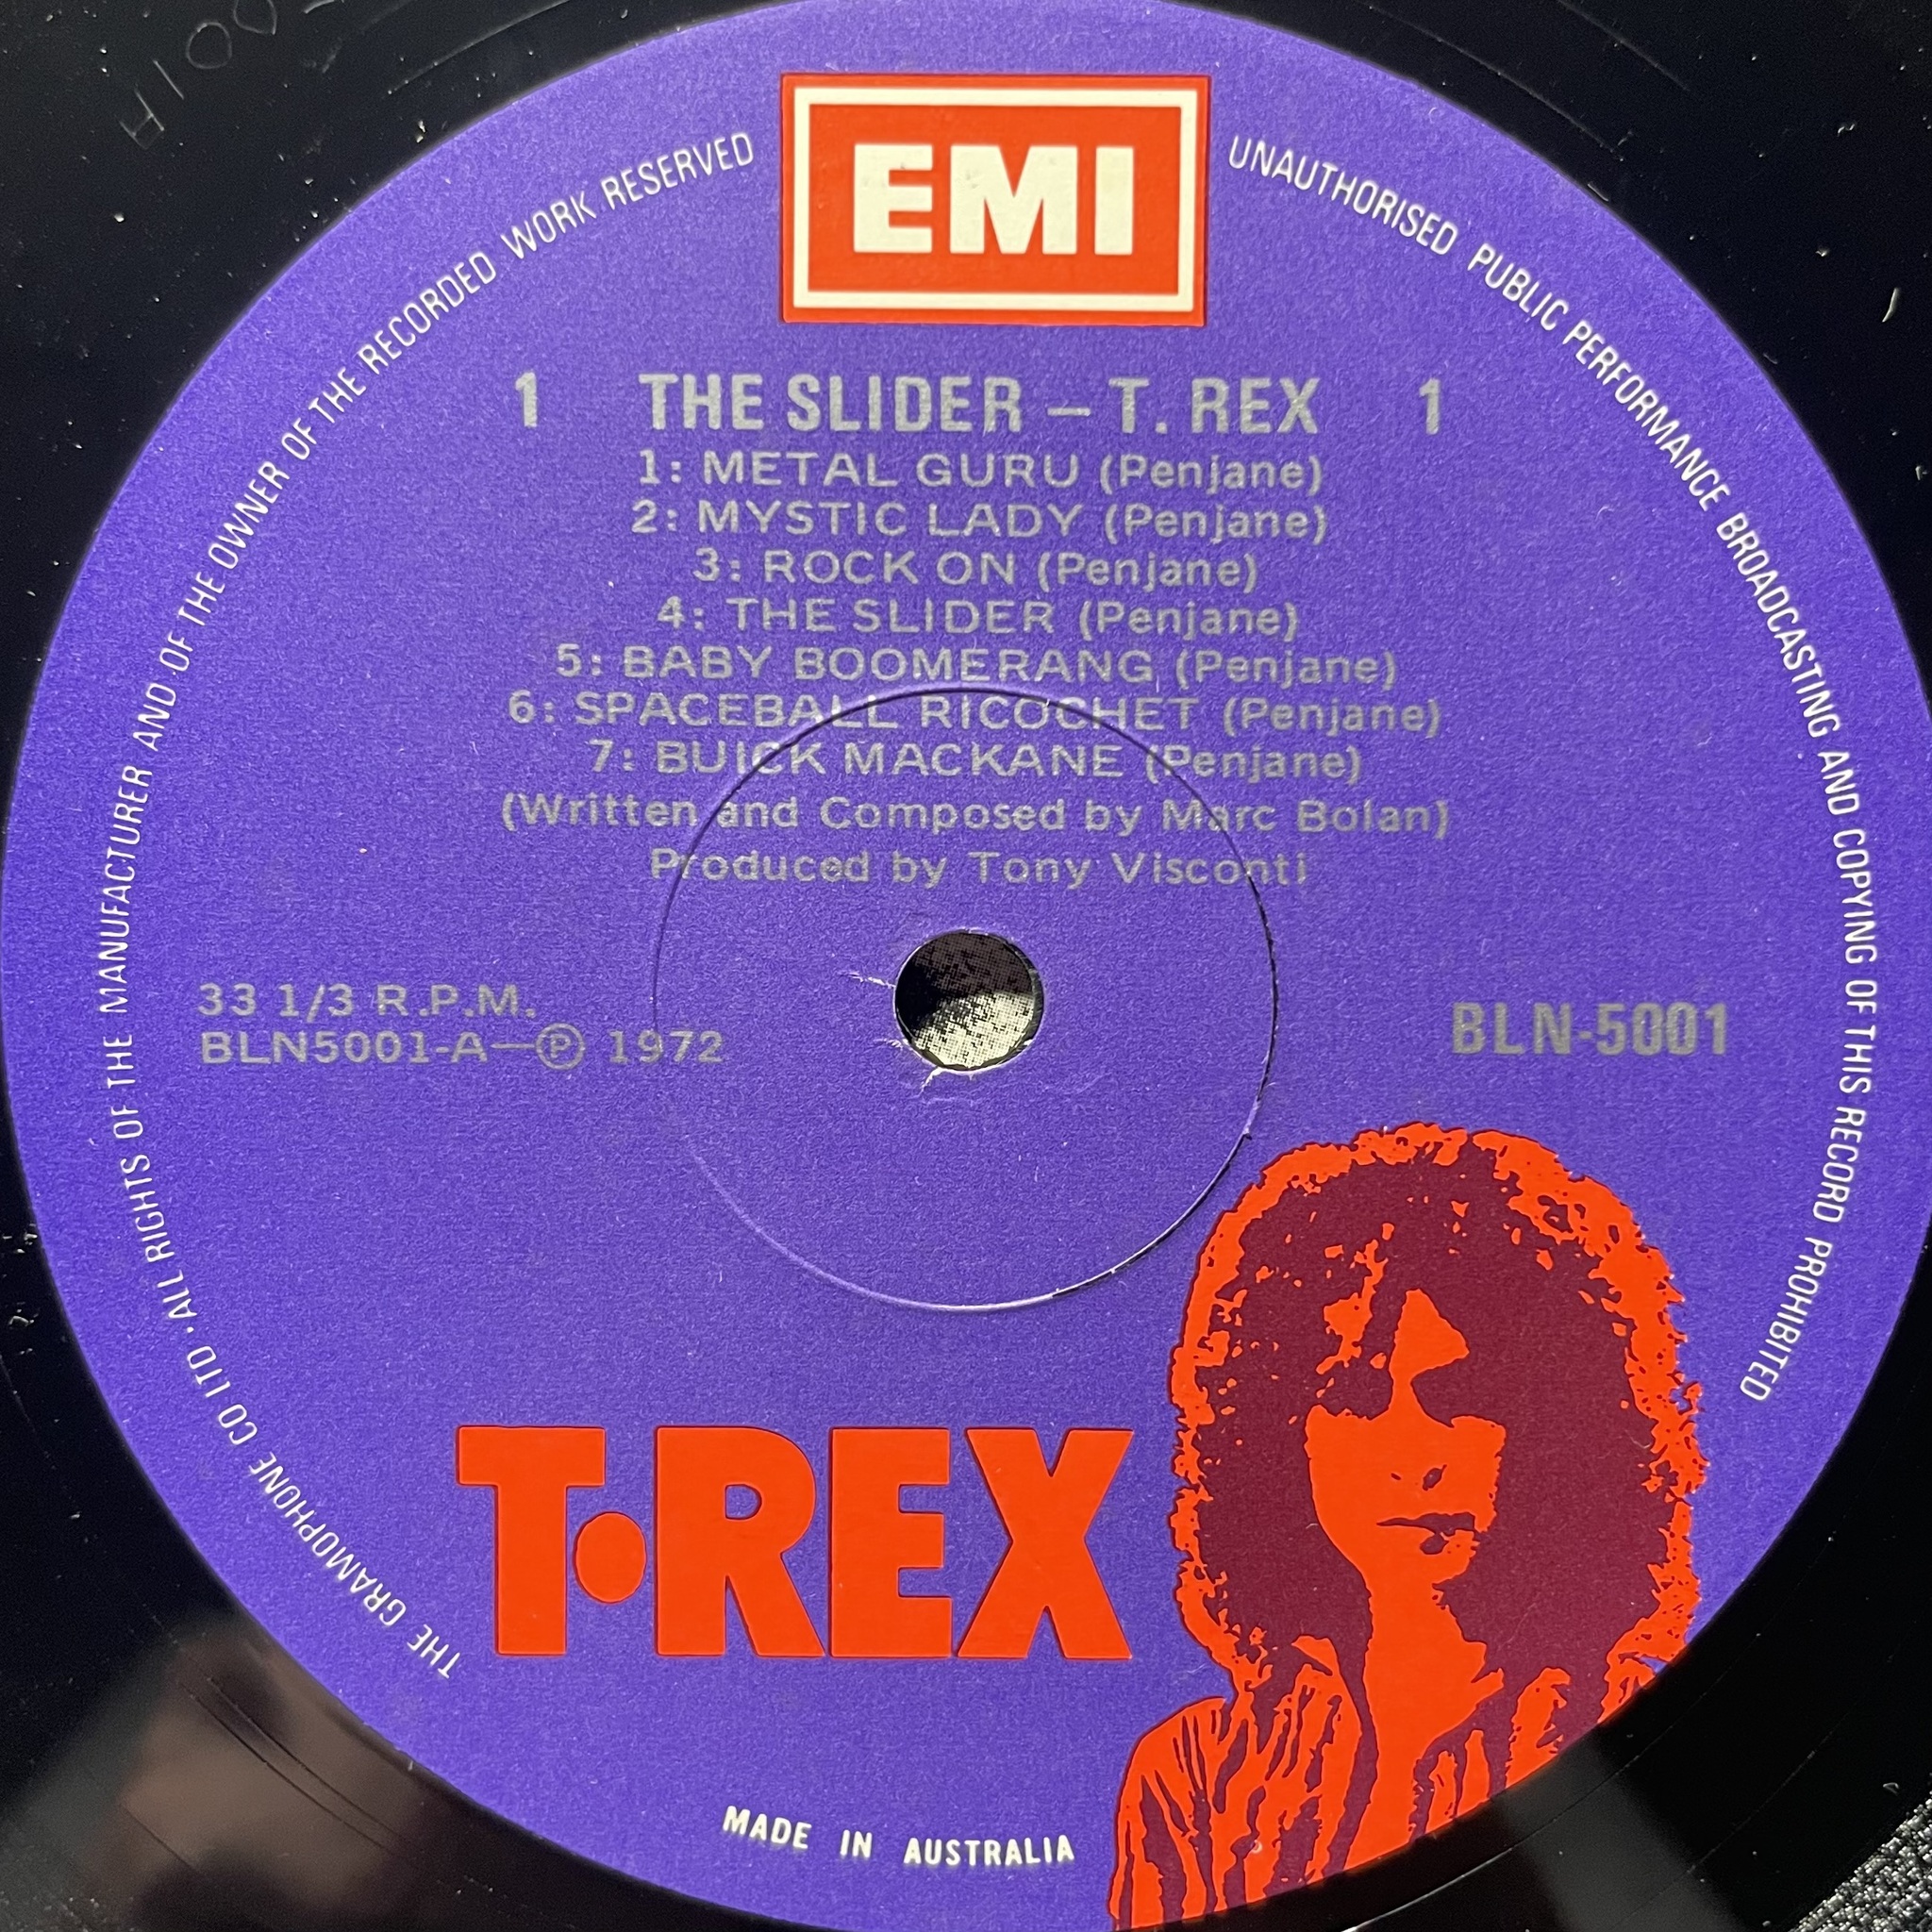 EMI
THE GRAMOPHONE CO LTD · ALL RIGHTS OF THE MANUFACTURER AND OF THE OWNER OF THE RECORDED WORK RESERVED
UNAUTHORISED PUBLIC PERFORMANCE BROADCASTING AND COPYING OF THIS RECORD PROHIBITED
1 THE SLIDER – T. REX 1
1: METAL GURU (Penjane)
2: MYSTIC LADY (Penjane)
3: ROCK ON (Penjane)
4: THE SLIDER (Penjane)
5: BABY BOOMERANG (Penjane)
6: SPACEBALL RICOCHET (Penjane)
7: BUICK MACKANE (Penjane)
(Written and Composed by Marc Bolan)
Produced by Tony Visconti
33 1/3 R.P.M.
BLN5001-A—Ⓟ 1972
BLN-5001
T·REX
MADE IN AUSTRALIA